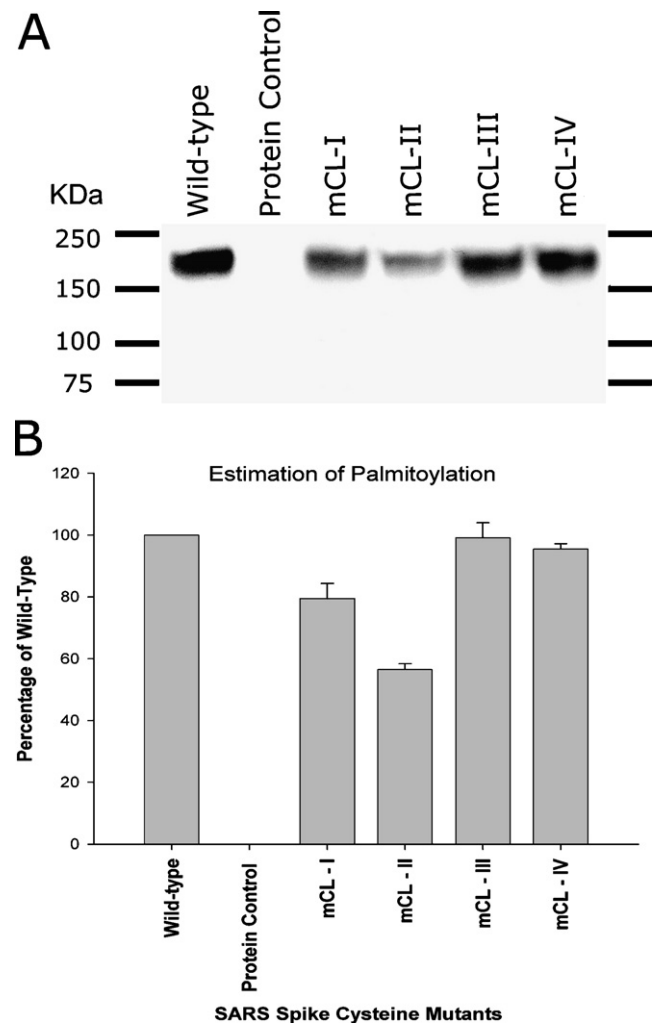 A
Wild-type
Protein Control
mCL-I
mCL-II
mCL-III
mCL-IV
KDa
250
150
100
75
B
Estimation of Palmitoylation
Percentage of Wild-Type
120
100
80
60
40
20
0
Wild-type
Protein Control
mCL - I
mCL - II
mCL - III
mCL - IV
SARS Spike Cysteine Mutants